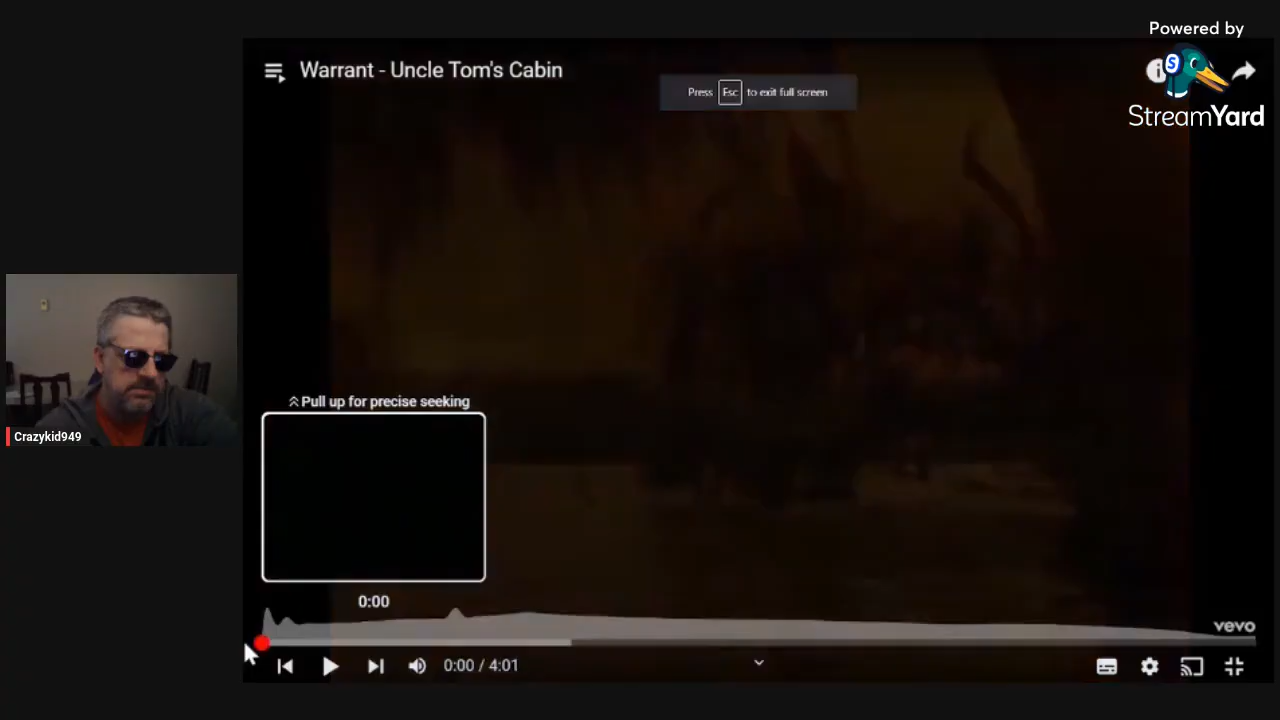 Powered by
StreamYard
Warrant - Uncle Tom's Cabin
Press Esc to exit full screen
Crazykid949
Pull up for precise seeking
0:00
vevo
0:00 / 4:01